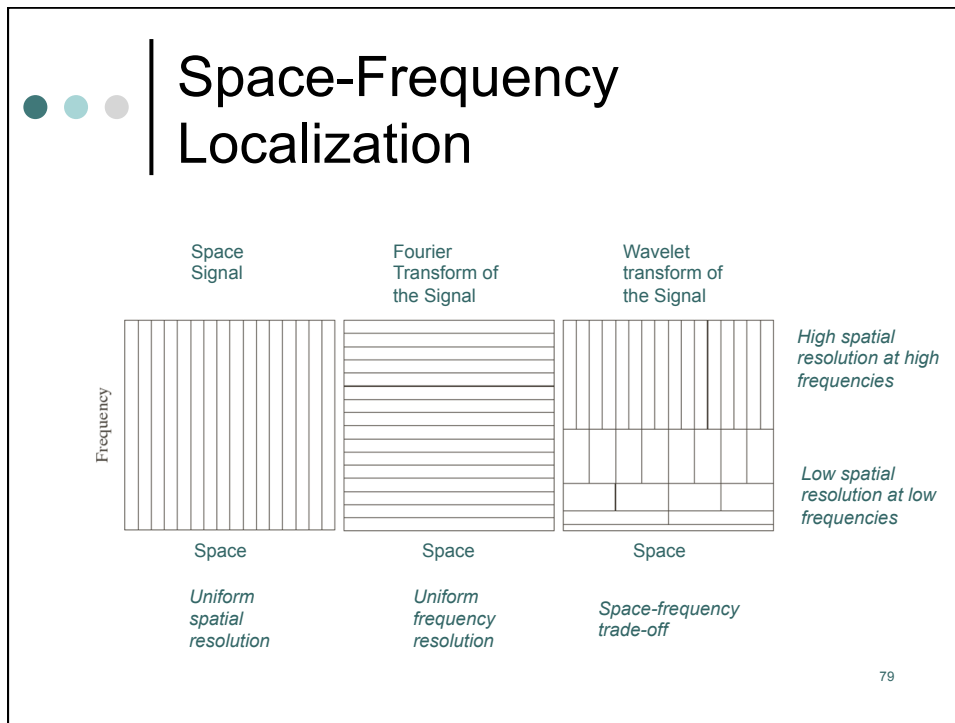 Space-Frequency
Localization
Space
Signal
Fourier
Transform of
the Signal
Wavelet
transform of
the Signal
Frequency
High spatial
resolution at high
frequencies
Low spatial
resolution at low
frequencies
Space
Space
Space
Uniform
spatial
resolution
Uniform
frequency
resolution
Space-frequency
trade-off
79